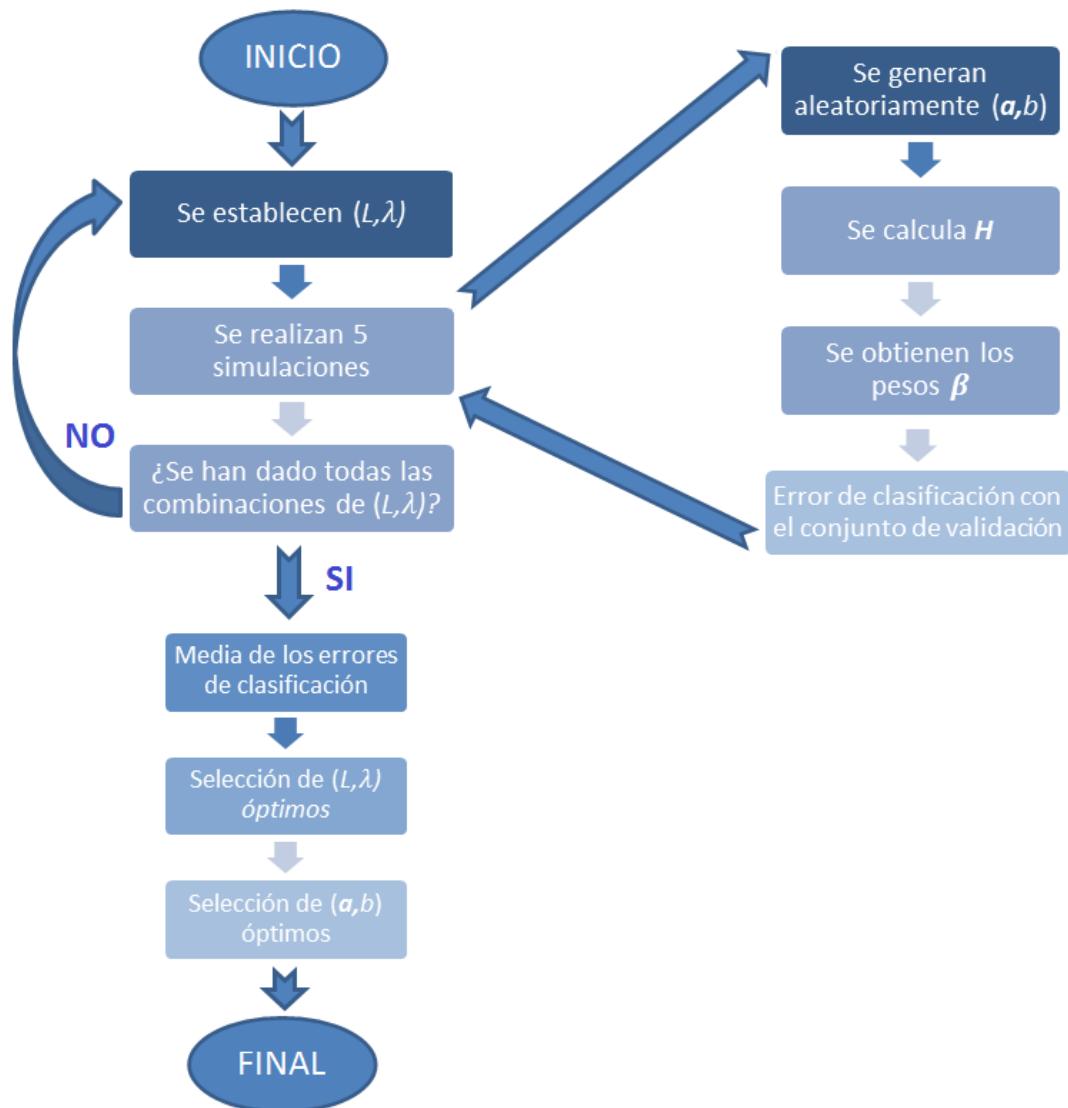 INICIO
Se establecen (L,λ)
Se realizan 5
simulaciones
¿Se han dado todas las
combinaciones de (L,λ)?
NO
SI
Media de los errores
de clasificación
Selección de (L,λ)
óptimos
Selección de (a,b)
óptimos
FINAL
Se generan
aleatoriamente (a,b)
Se calcula H
Se obtienen los
pesos β
Error de clasificación con
el conjunto de validación